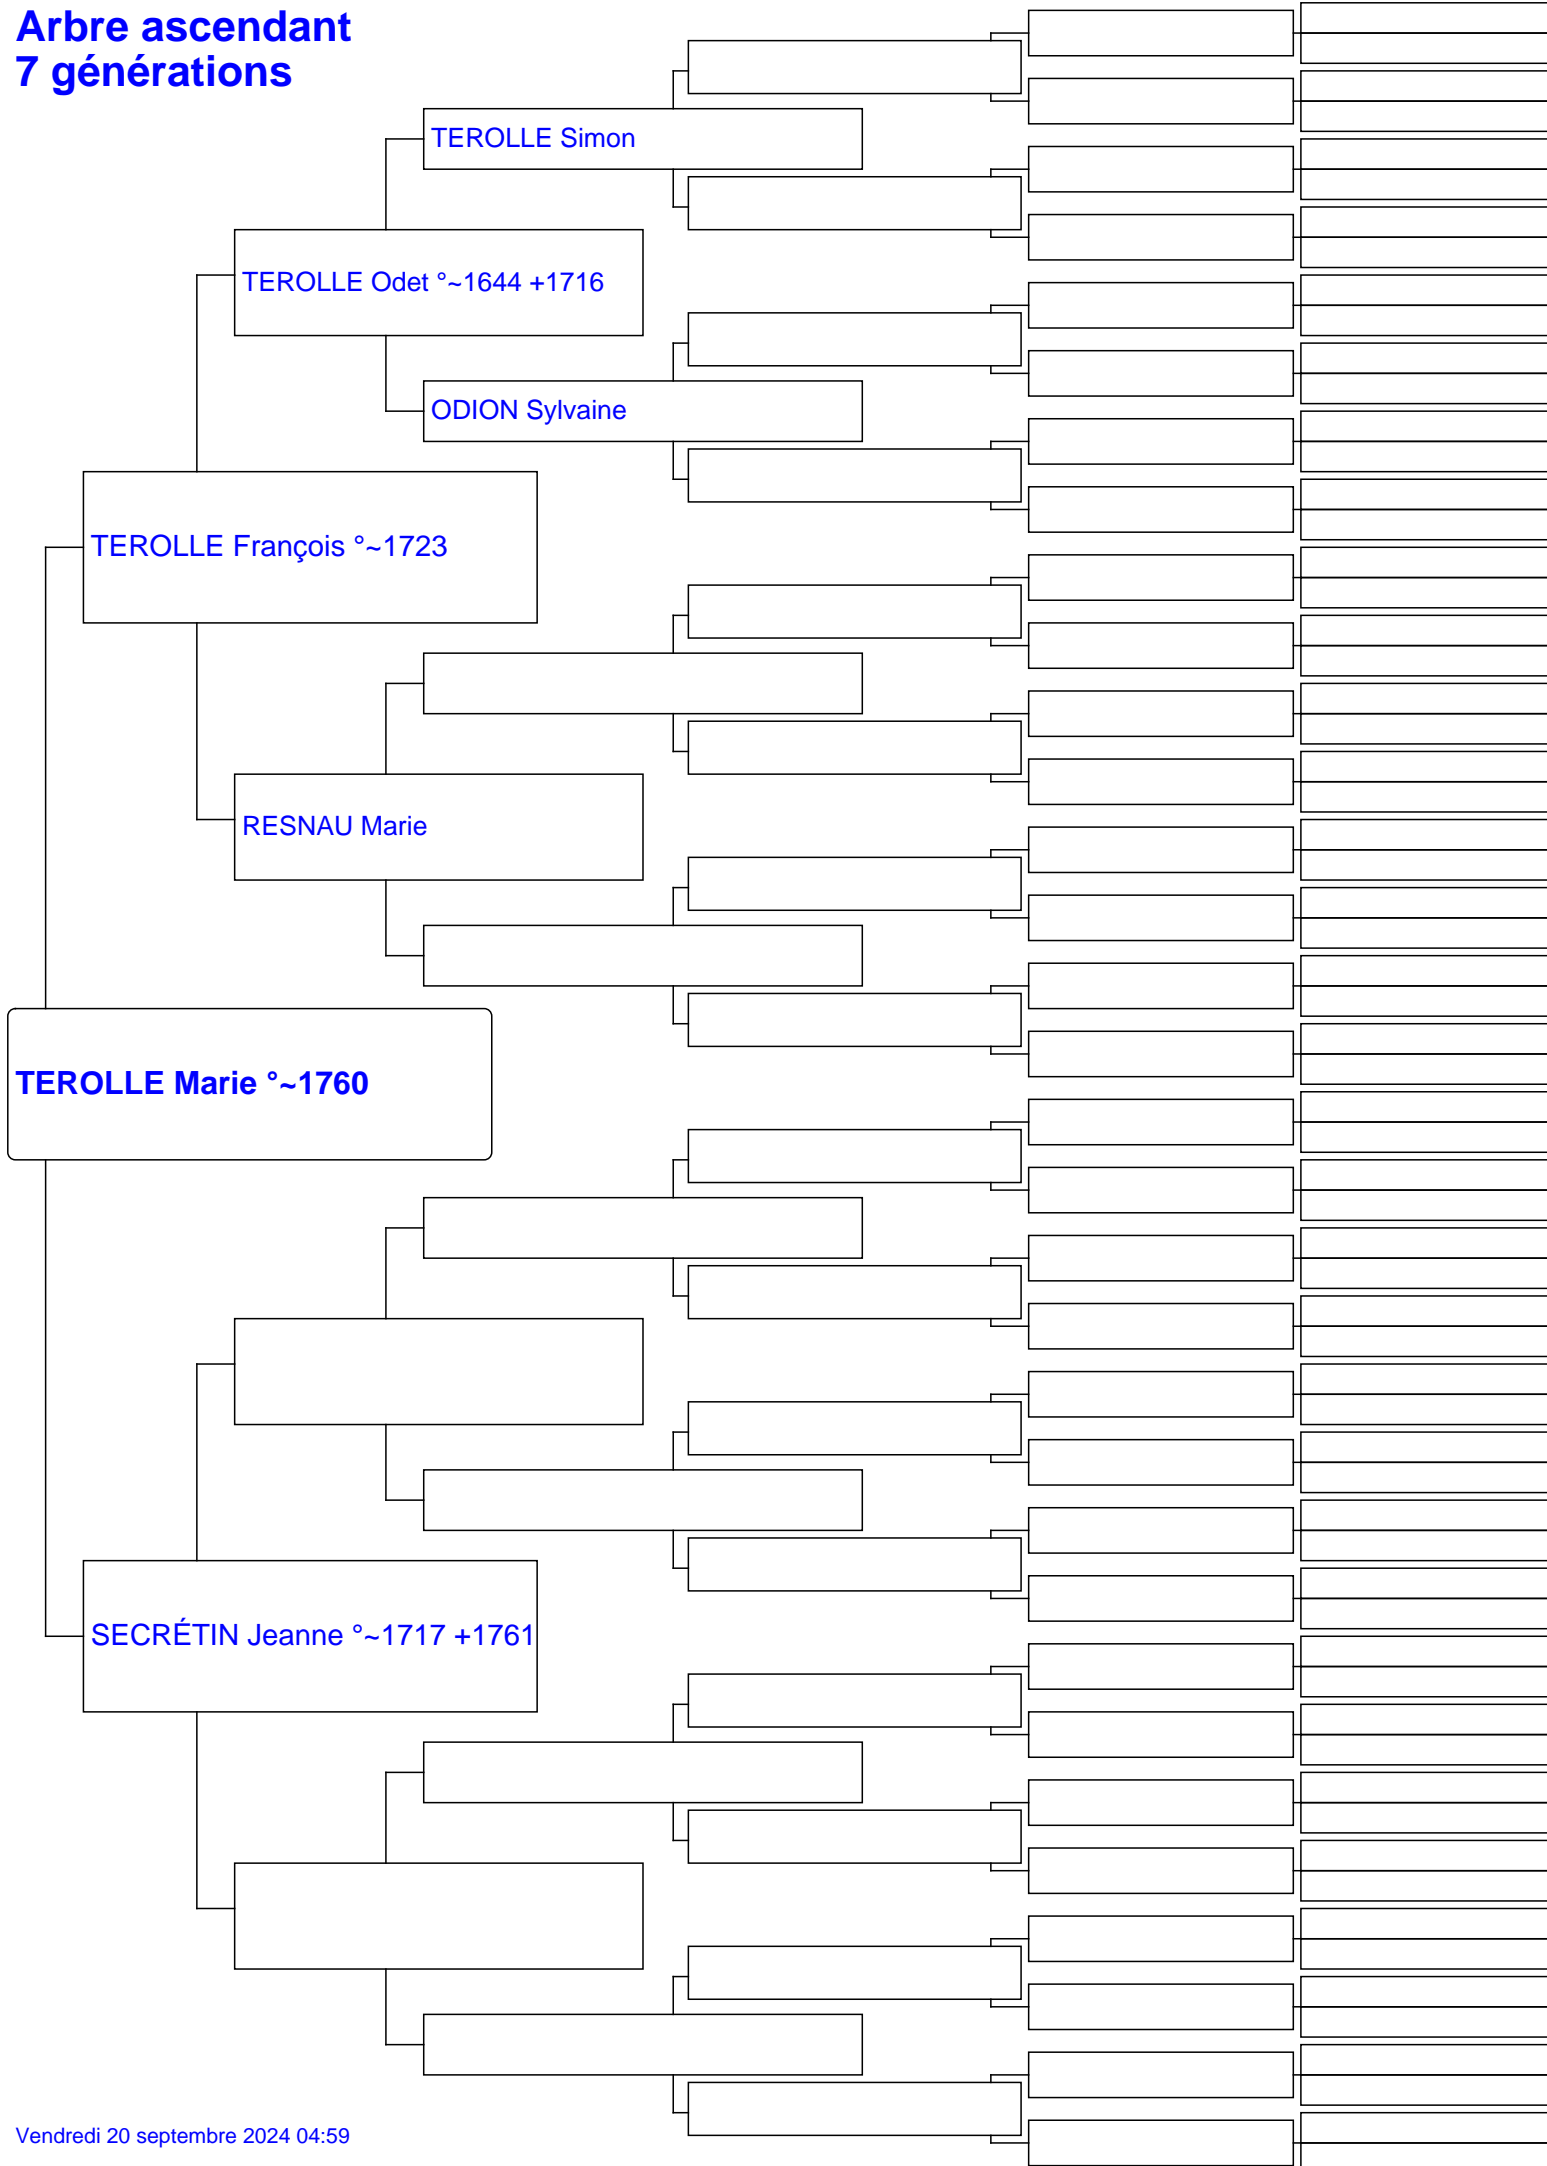 Arbre ascendant
7 générations
TEROLLE Simon
TEROLLE Odet °~1644 +1716
ODION Sylvaine
TEROLLE François °~1723
RESNAU Marie
TEROLLE Marie °~1760
SECRÉTIN Jeanne °~1717 +1761
Vendredi 20 septembre 2024 04:59